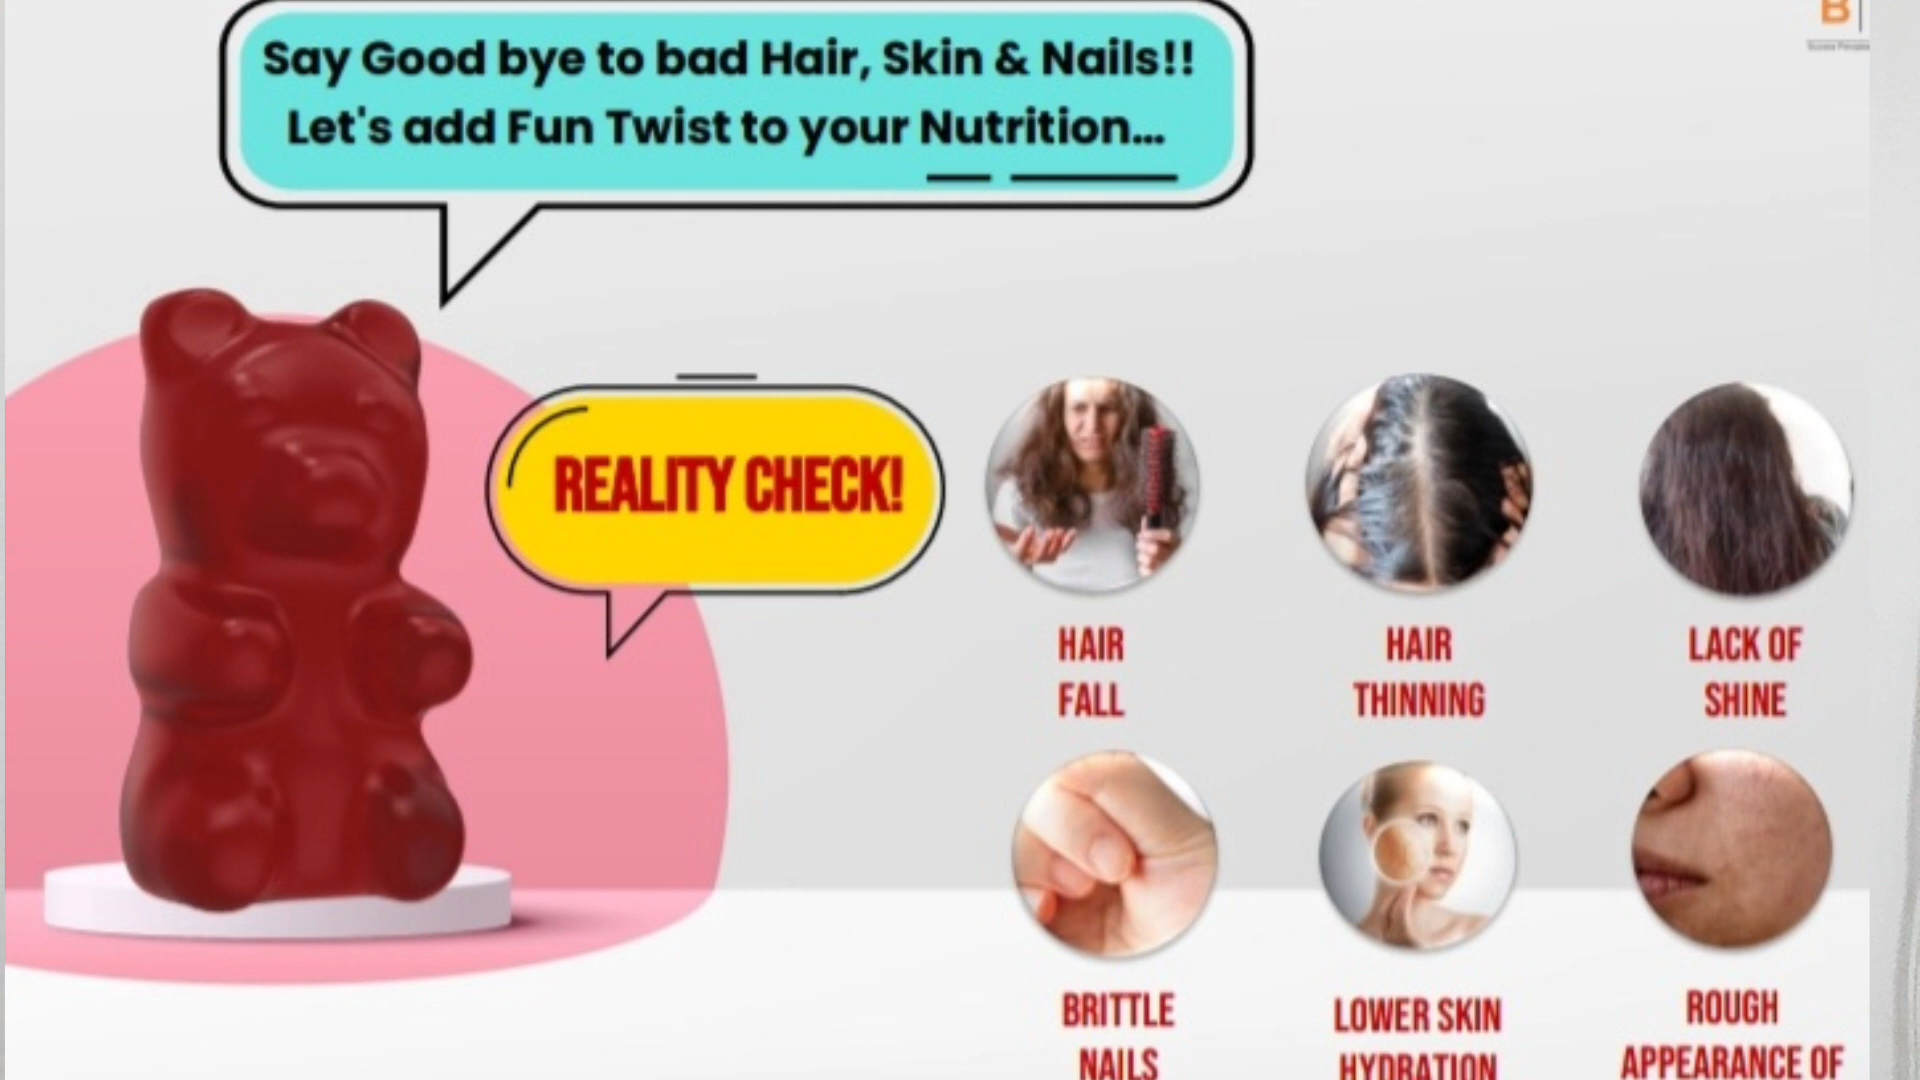 Say Good bye to bad Hair, Skin & Nails!!
Let's add Fun Twist to your Nutrition...
B
REALITY CHECK!
HAIR
FALL
HAIR
THINNING
LACK OF
SHINE
BRITTLE
NAILS
LOWER SKIN
HYDRATION
ROUGH
APPEARANCE OF